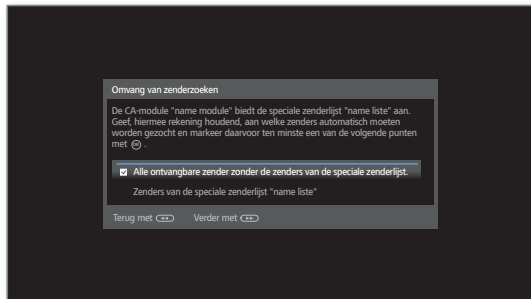 Omvang van zenderzoeken
De CA-module "name module" biedt de speciale zenderlijst "name liste" aan.
Geef, hiermee rekening houdend, aan welke zenders automatisch moeten
worden gezocht en markeer daarvoor ten minste een van de volgende punten
met OK .
Alle ontvangbare zender zonder de zenders van de speciale zenderlijst.
Zenders van de speciale zenderlijst "name liste"
Terug met ◄◄ Verder met ►►